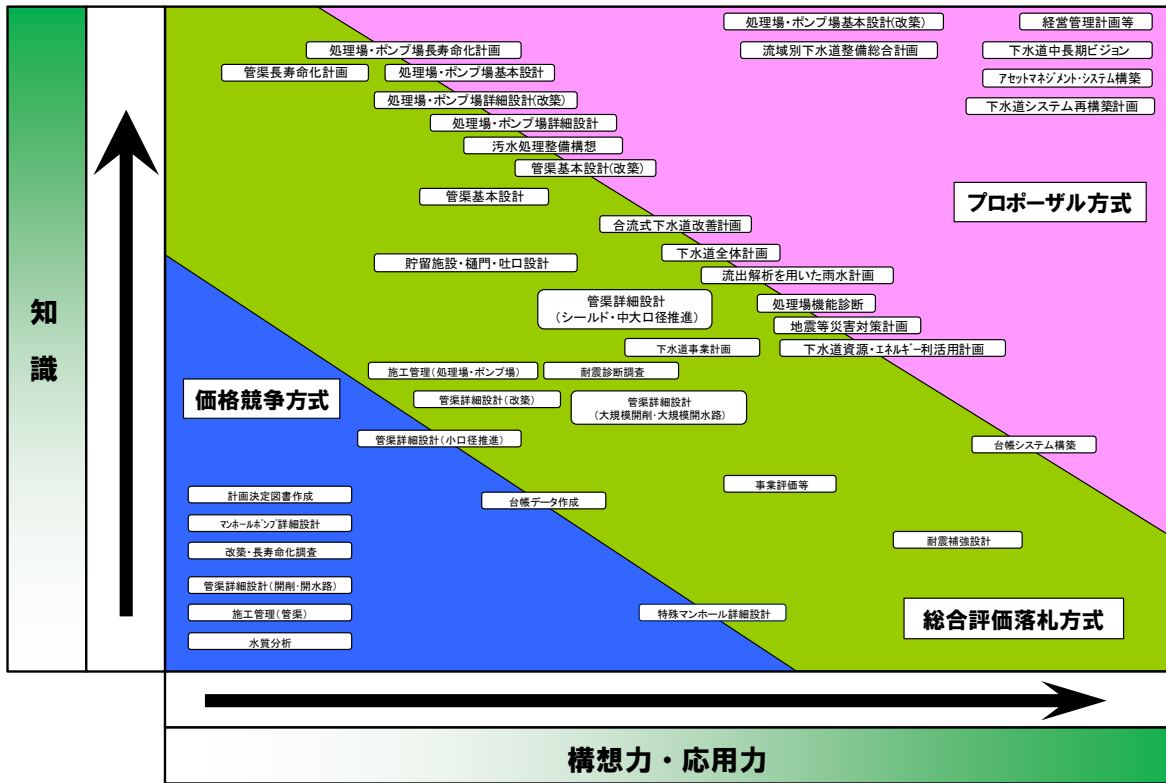 処理場・ポンプ場基本設計(改築)
経営管理計画等
処理場・ポンプ場長寿命化計画
流域別下水道整備総合計画
下水道中長期ビジョン
管渠長寿命化計画
処理場・ポンプ場基本設計
アセットマネジメント・システム構築
処理場・ポンプ場詳細設計(改築)
下水道システム再構築計画
処理場・ポンプ場詳細設計
汚水処理整備構想
管渠基本設計(改築)
管渠基本設計
プロポーザル方式
合流式下水道改善計画
下水道全体計画
貯留施設・樋門・吐口設計
流出解析を用いた雨水計画
管渠詳細設計
(シールド・中大口径推進)
処理場機能診断
地震等災害対策計画
知
識
下水道事業計画
下水道資源・エネルギー利活用計画
施工管理(処理場・ポンプ場)
耐震診断調査
価格競争方式
管渠詳細設計(改築)
管渠詳細設計
(大規模開削・大規模開水路)
管渠詳細設計(小口径推進)
台帳システム構築
事業評価等
計画決定図書作成
台帳データ作成
マンホールポンプ詳細設計
耐震補強設計
改築・長寿命化調査
管渠詳細設計(開削・開水路)
施工管理(管渠)
特殊マンホール詳細設計
総合評価落札方式
水質分析
構想力・応用力